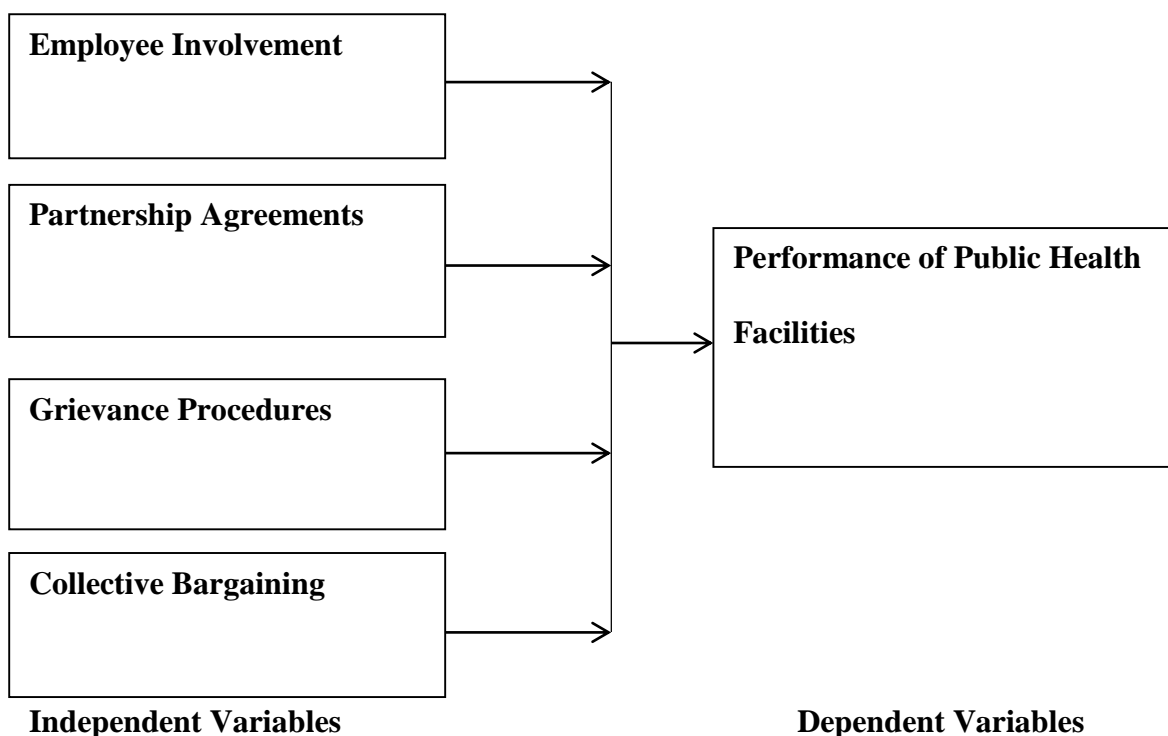 Employee Involvement
Partnership Agreements
Performance of Public Health
Facilities
Grievance Procedures
Collective Bargaining
Independent Variables
Dependent Variables